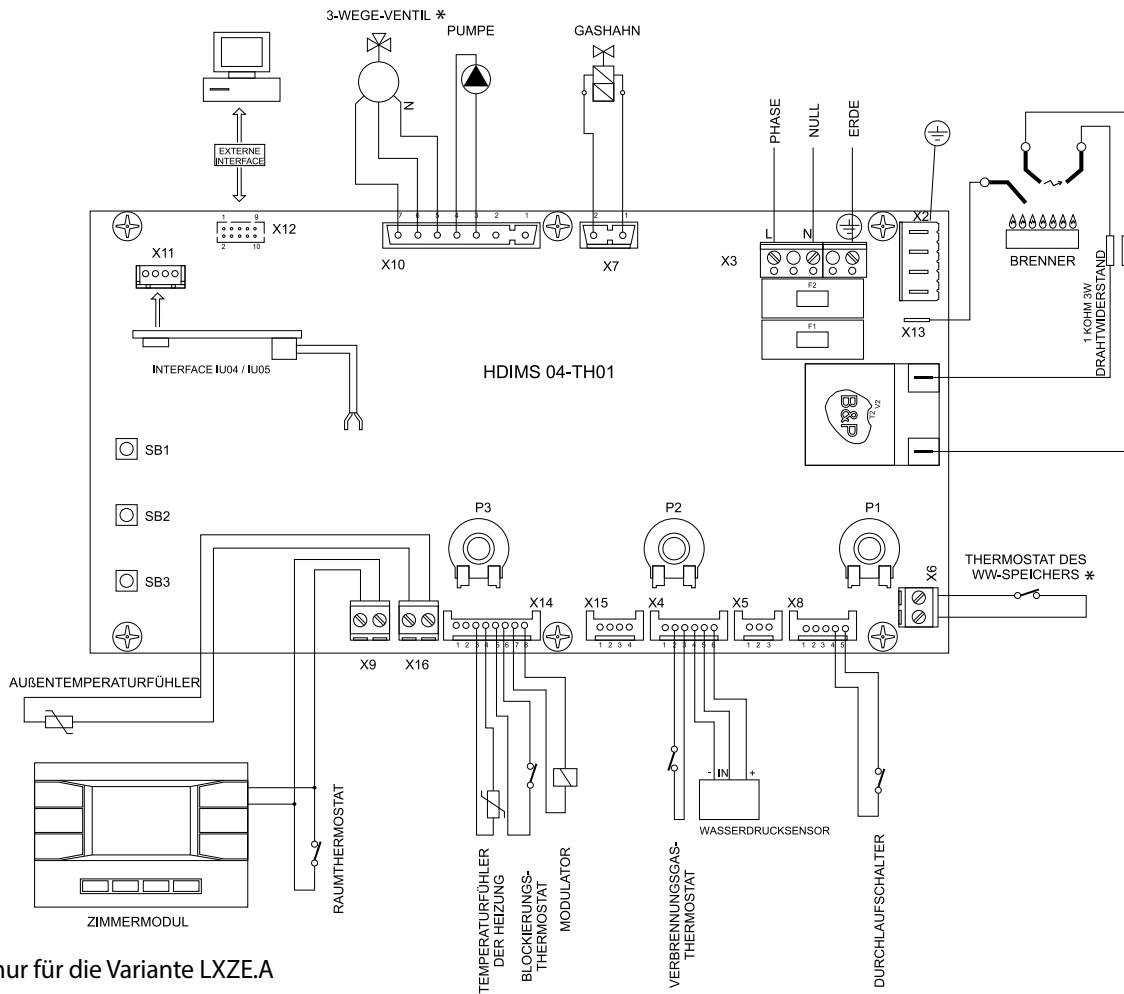 3-WEGE-VENTIL *
PUMPE
GASHAHN
N
EXTERNE
INTERFACE
PHASE
NULL
ERDE
1 9
2 10
X12
X11
7 6 5 4 3 2 1
X10
2 1
X7
L N
X3
F2
F1
X2
X13
BRENNER
1 KOHM 3W
DRAHTWIDERSTAND
INTERFACE IU04 / IU05
HDIMS 04-TH01
B&P
T2 V2
SB1
SB2
SB3
P3
P2
P1
X6
THERMOSTAT DES
WW-SPEICHERS *
X9
X16
X14
1 2 3 4 5 6 7 8
X15
1 2 3 4
X4
1 2 3 4 5 6
X5
1 2 3
X8
1 2 3 4 5
AUßENTEMPERATURFÜHLER
ZIMMERMODUL
RAUMTHERMOSTAT
TEMPERATURFÜHLER
DER HEIZUNG
BLOCKIERUNGS-
THERMOSTAT
MODULATOR
VERBRENNUNGSGAS-
THERMOSTAT
- IN +
WASSERDRUCKSENSOR
DURCHLAUFSCHALTER
nur für die Variante LXZE.A